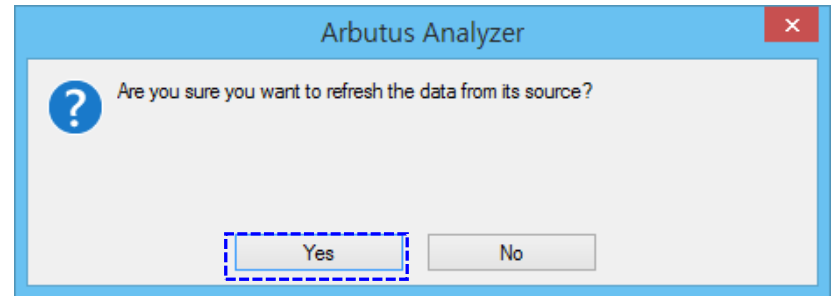 Arbutus Analyzer
Are you sure you want to refresh the data from its source?
Yes No